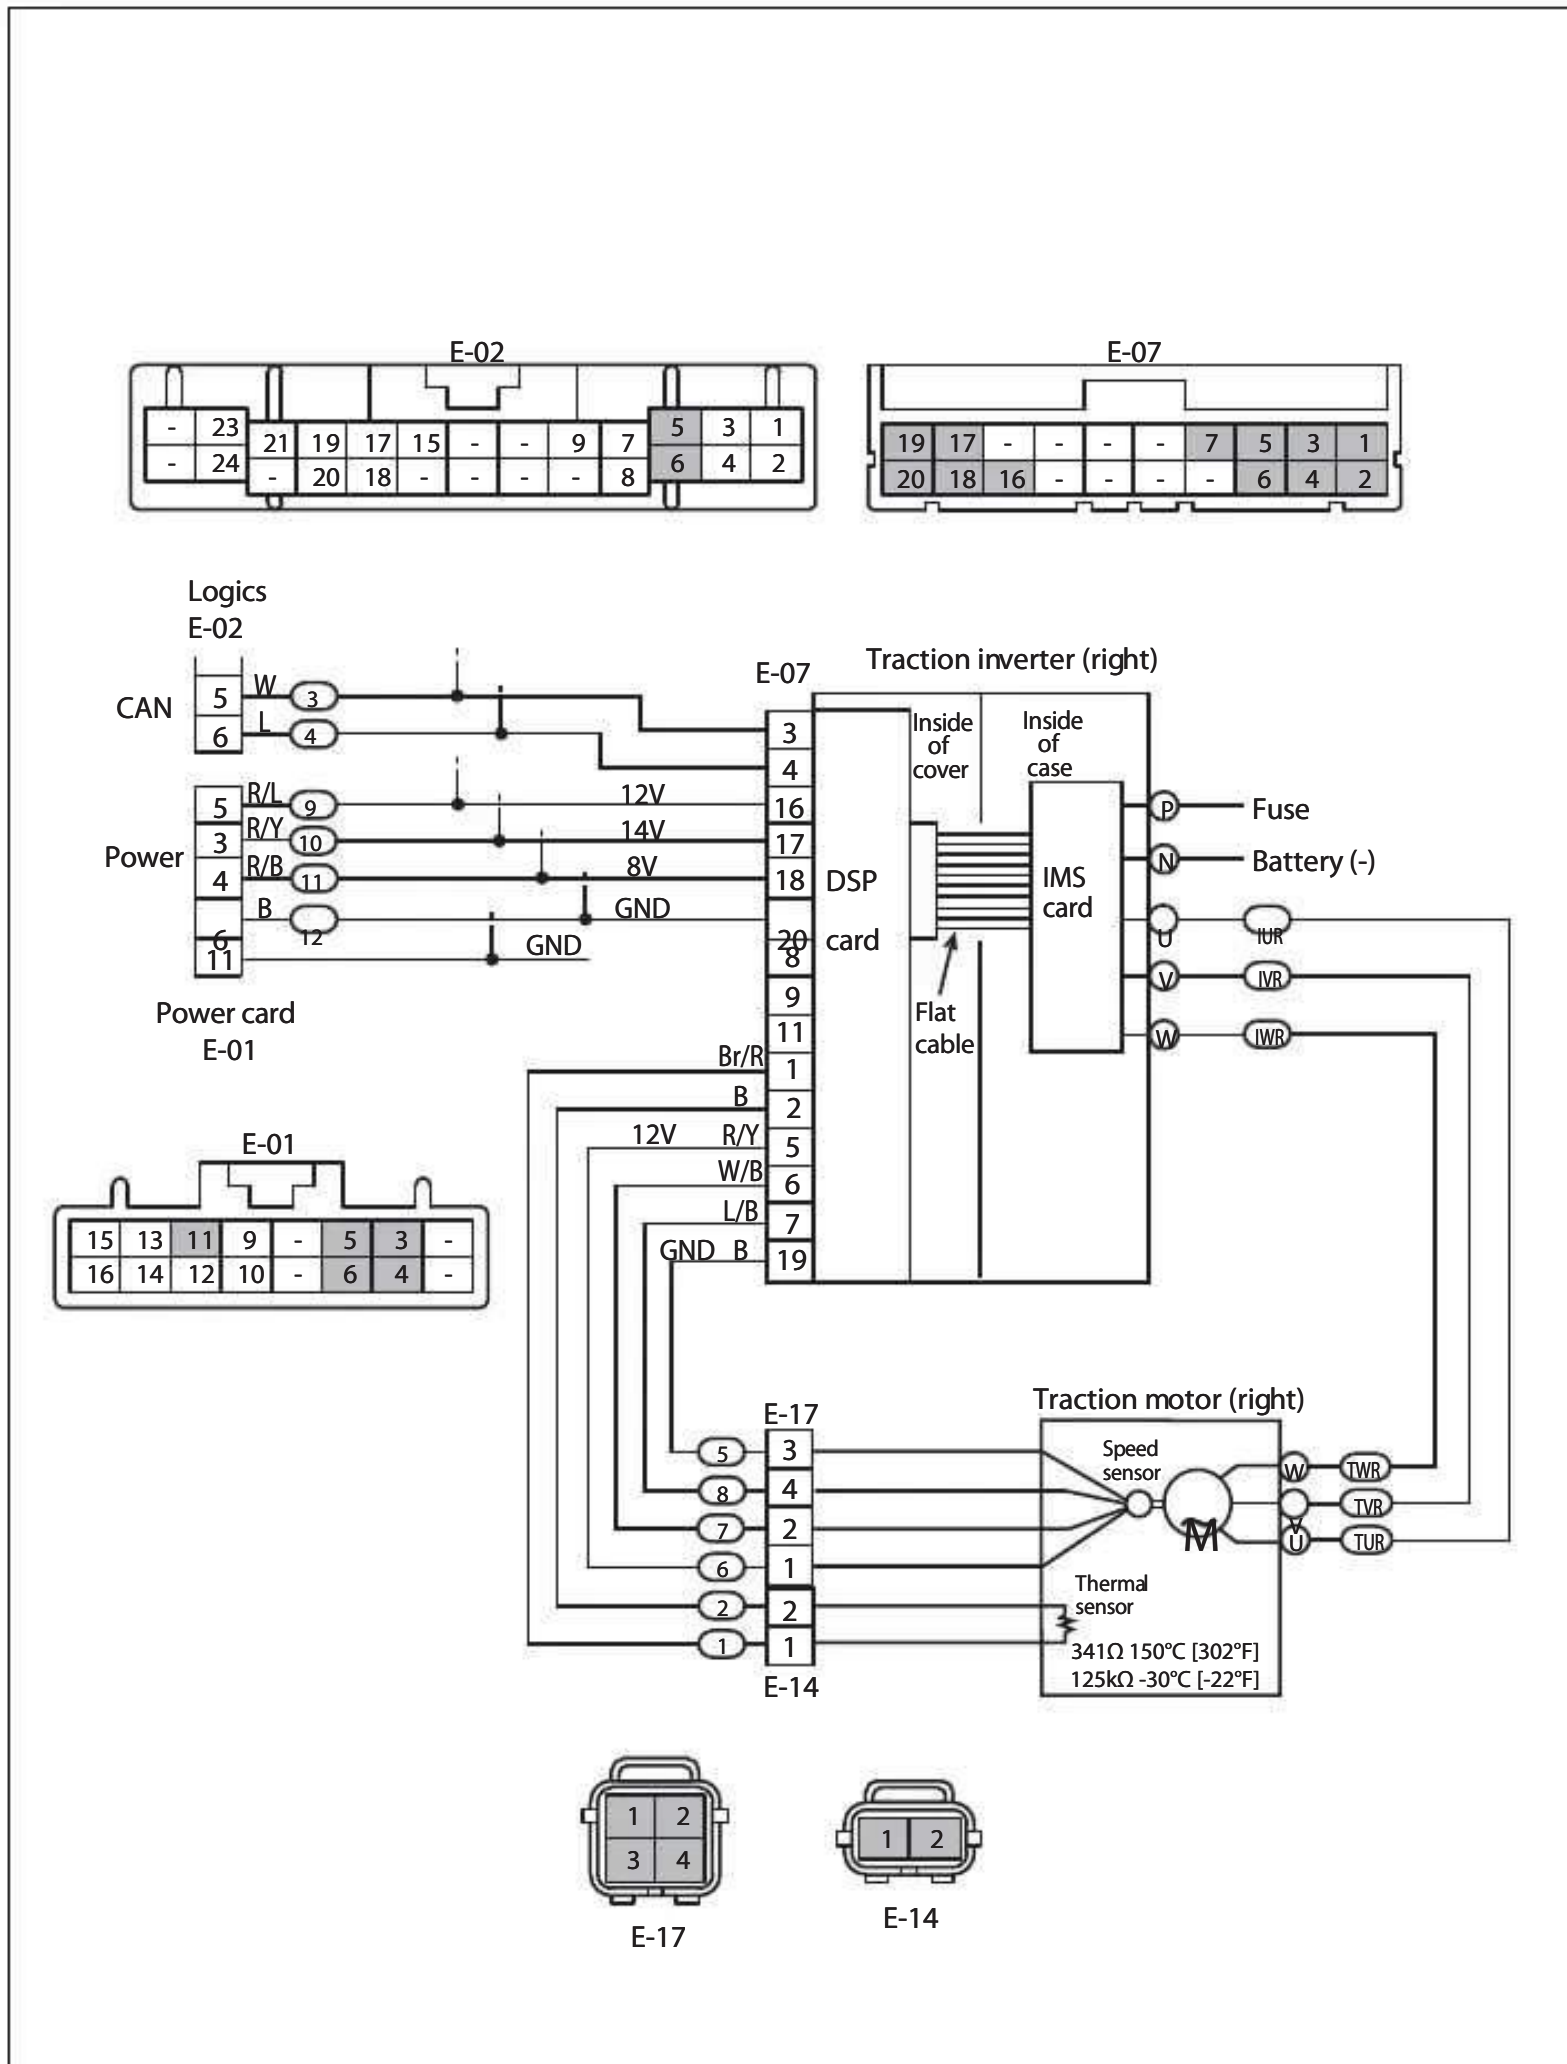 E-02
E-07
- 23 21 19 17 15 - - 9 7 5 3 1
- 24 - 20 18 - - - - 8 6 4 2
19 17 - - - - 7 5 3 1
20 18 16 - - - - 6 4 2
Logics
E-02
CAN
5 W 3
6 L 4
Power
5 R/L 9 12V
3 R/Y 10 14V
4 R/B 11 8V
6 B 12 GND
11 GND
Power card
E-01
E-07
Traction inverter (right)
3
4
16
17
18
20
8
9
11
Br/R 1
B 2
12V R/Y 5
W/B 6
L/B 7
GND B 19
DSP
card
Inside
of
cover
Inside
of
case
IMS
card
Flat
cable
P Fuse
N Battery (-)
U IUR
V IVR
W IWR
E-01
15 13 11 9 - 5 3 -
16 14 12 10 - 6 4 -
E-17
5 3
8 4
7 2
6 1
2 2
1 1
E-14
Traction motor (right)
Speed
sensor
M
W TWR
V TVR
U TUR
Thermal
sensor
341Ω 150°C [302°F]
125kΩ -30°C [-22°F]
1 2
3 4
E-17
1 2
E-14